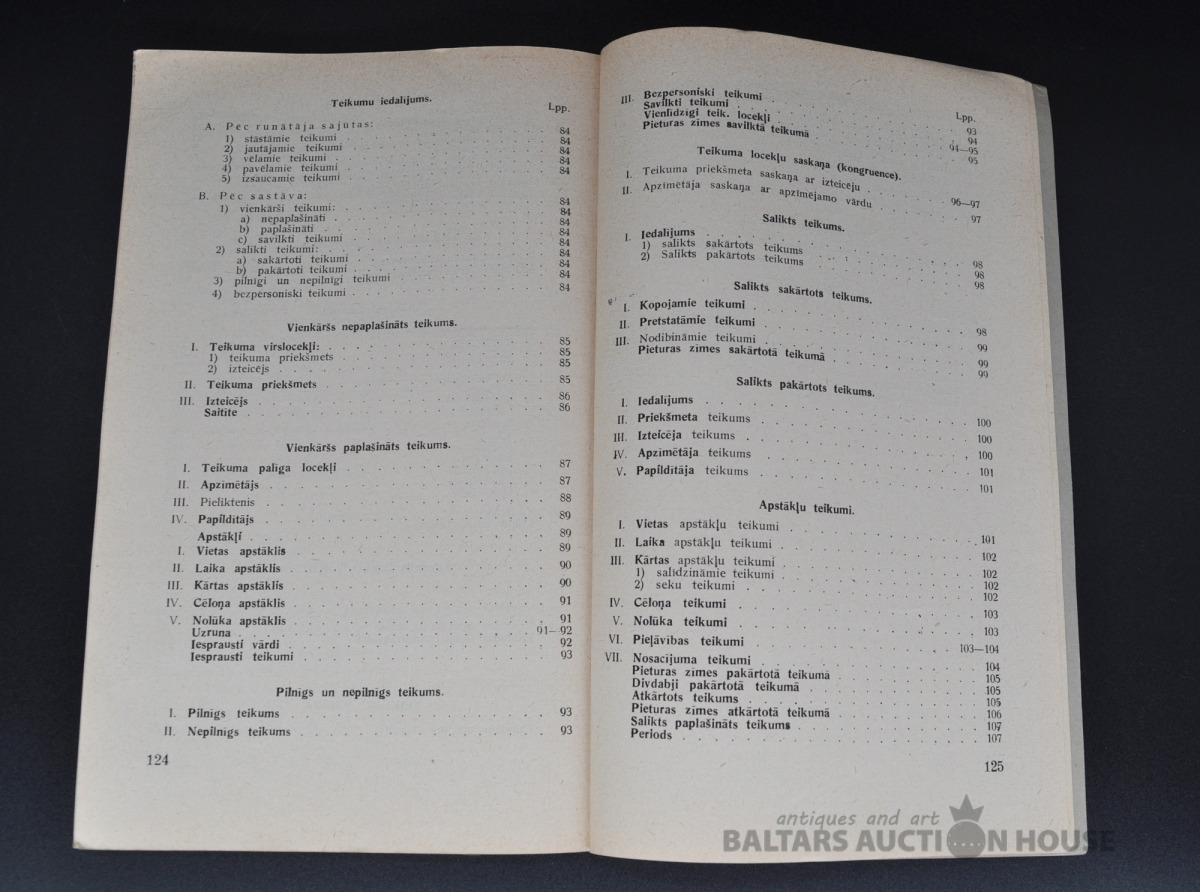 Teikumu iedalījums.
Lpp.
A. Pēc runātāja sajūtas:
1) stāstāmie teikumi . . . 84
2) jautājamie teikumi . . . 84
3) vēlamie teikumi . . . 84
4) pavēlamie teikumi . . . 84
5) izsaucamie teikumi . . . 84
B. Pēc sastāva:
1) vienkārši teikumi: . . . 84
a) nepaplašināti . . . 84
b) paplašināti . . . 84
c) savilkti teikumi . . . 84
2) salikti teikumi: . . . 84
a) sakārtoti teikumi . . . 84
b) pakārtoti teikumi . . . 84
3) pilnīgi un nepilnīgi teikumi . . . 84
4) bezpersoniski teikumi . . . 84
Vienkāršs nepaplašināts teikums.
I. Teikuma virslocekļi: . . . 85
1) teikuma priekšmets . . . 85
2) izteicējs . . . 85
II. Teikuma priekšmets . . . 85
III. Izteicējs . . . 86
Saitīte . . . 86
Vienkāršs paplašināts teikums.
I. Teikuma palīga locekļi . . . 87
II. Apzīmētājs . . . 87
III. Pieliktenis . . . 88
IV. Papildītājs . . . 89
Apstākļi . . . 89
I. Vietas apstāklis . . . 89
II. Laika apstāklis . . . 90
III. Kārtas apstāklis . . . 90
IV. Cēloņa apstāklis . . . 91
V. Nolūka apstāklis . . . 91
Uzruna . . . 91—92
Iesprausti vārdi . . . 92
Iesprausti teikumi . . . 93
Pilnīgs un nepilnīgs teikums.
I. Pilnīgs teikums . . . 93
II. Nepilnīgs teikums . . . 93
124
Lpp.
III. Bezpersoniski teikumi . . . 93
Savilkti teikumi . . . 94
Vienlīdzīgi teik. locekļi . . . 94—95
Pieturas zīmes savilktā teikumā . . . 95
Teikuma locekļu saskaņa (kongruence).
I. Teikuma priekšmeta saskaņa ar izteicēju . . . 96—97
II. Apzīmētāja saskaņa ar apzīmējamo vārdu . . . 97
Salikts teikums.
I. Iedalījums . . . 98
1) salikts sakārtots teikums . . . 98
2) Salikts pakārtots teikums . . . 98
Salikts sakārtots teikums.
I. Kopojamie teikumi . . . 98
II. Pretstatāmie teikumi . . . 99
III. Nodibināmie teikumi . . . 99
Pieturas zīmes sakārtotā teikumā . . . 99
Salikts pakārtots teikums.
I. Iedalījums . . . 100
II. Priekšmeta teikums . . . 100
III. Izteicēja teikums . . . 100
IV. Apzīmētāja teikums . . . 101
V. Papildītāja teikums . . . 101
Apstākļu teikumi.
I. Vietas apstākļu teikumi . . . 101
II. Laika apstākļu teikumi . . . 102
III. Kārtas apstākļu teikumi . . . 102
1) salīdzināmie teikumi . . . 102
2) seku teikumi . . . 102
IV. Cēloņa teikumi . . . 103
V. Nolūka teikumi . . . 103
VI. Pieļāvības teikumi . . . 103—104
VII. Nosacījuma teikumi . . . 104
Pieturas zīmes pakārtotā teikumā . . . 105
Divdabji pakārtotā teikumā . . . 105
Atkārtots teikums . . . 105
Pieturas zīmes atkārtotā teikumā . . . 106
Salikts paplašināts teikums . . . 107
Periods . . . 107
125
antiques and art
BALTARS AUCTION HOUSE